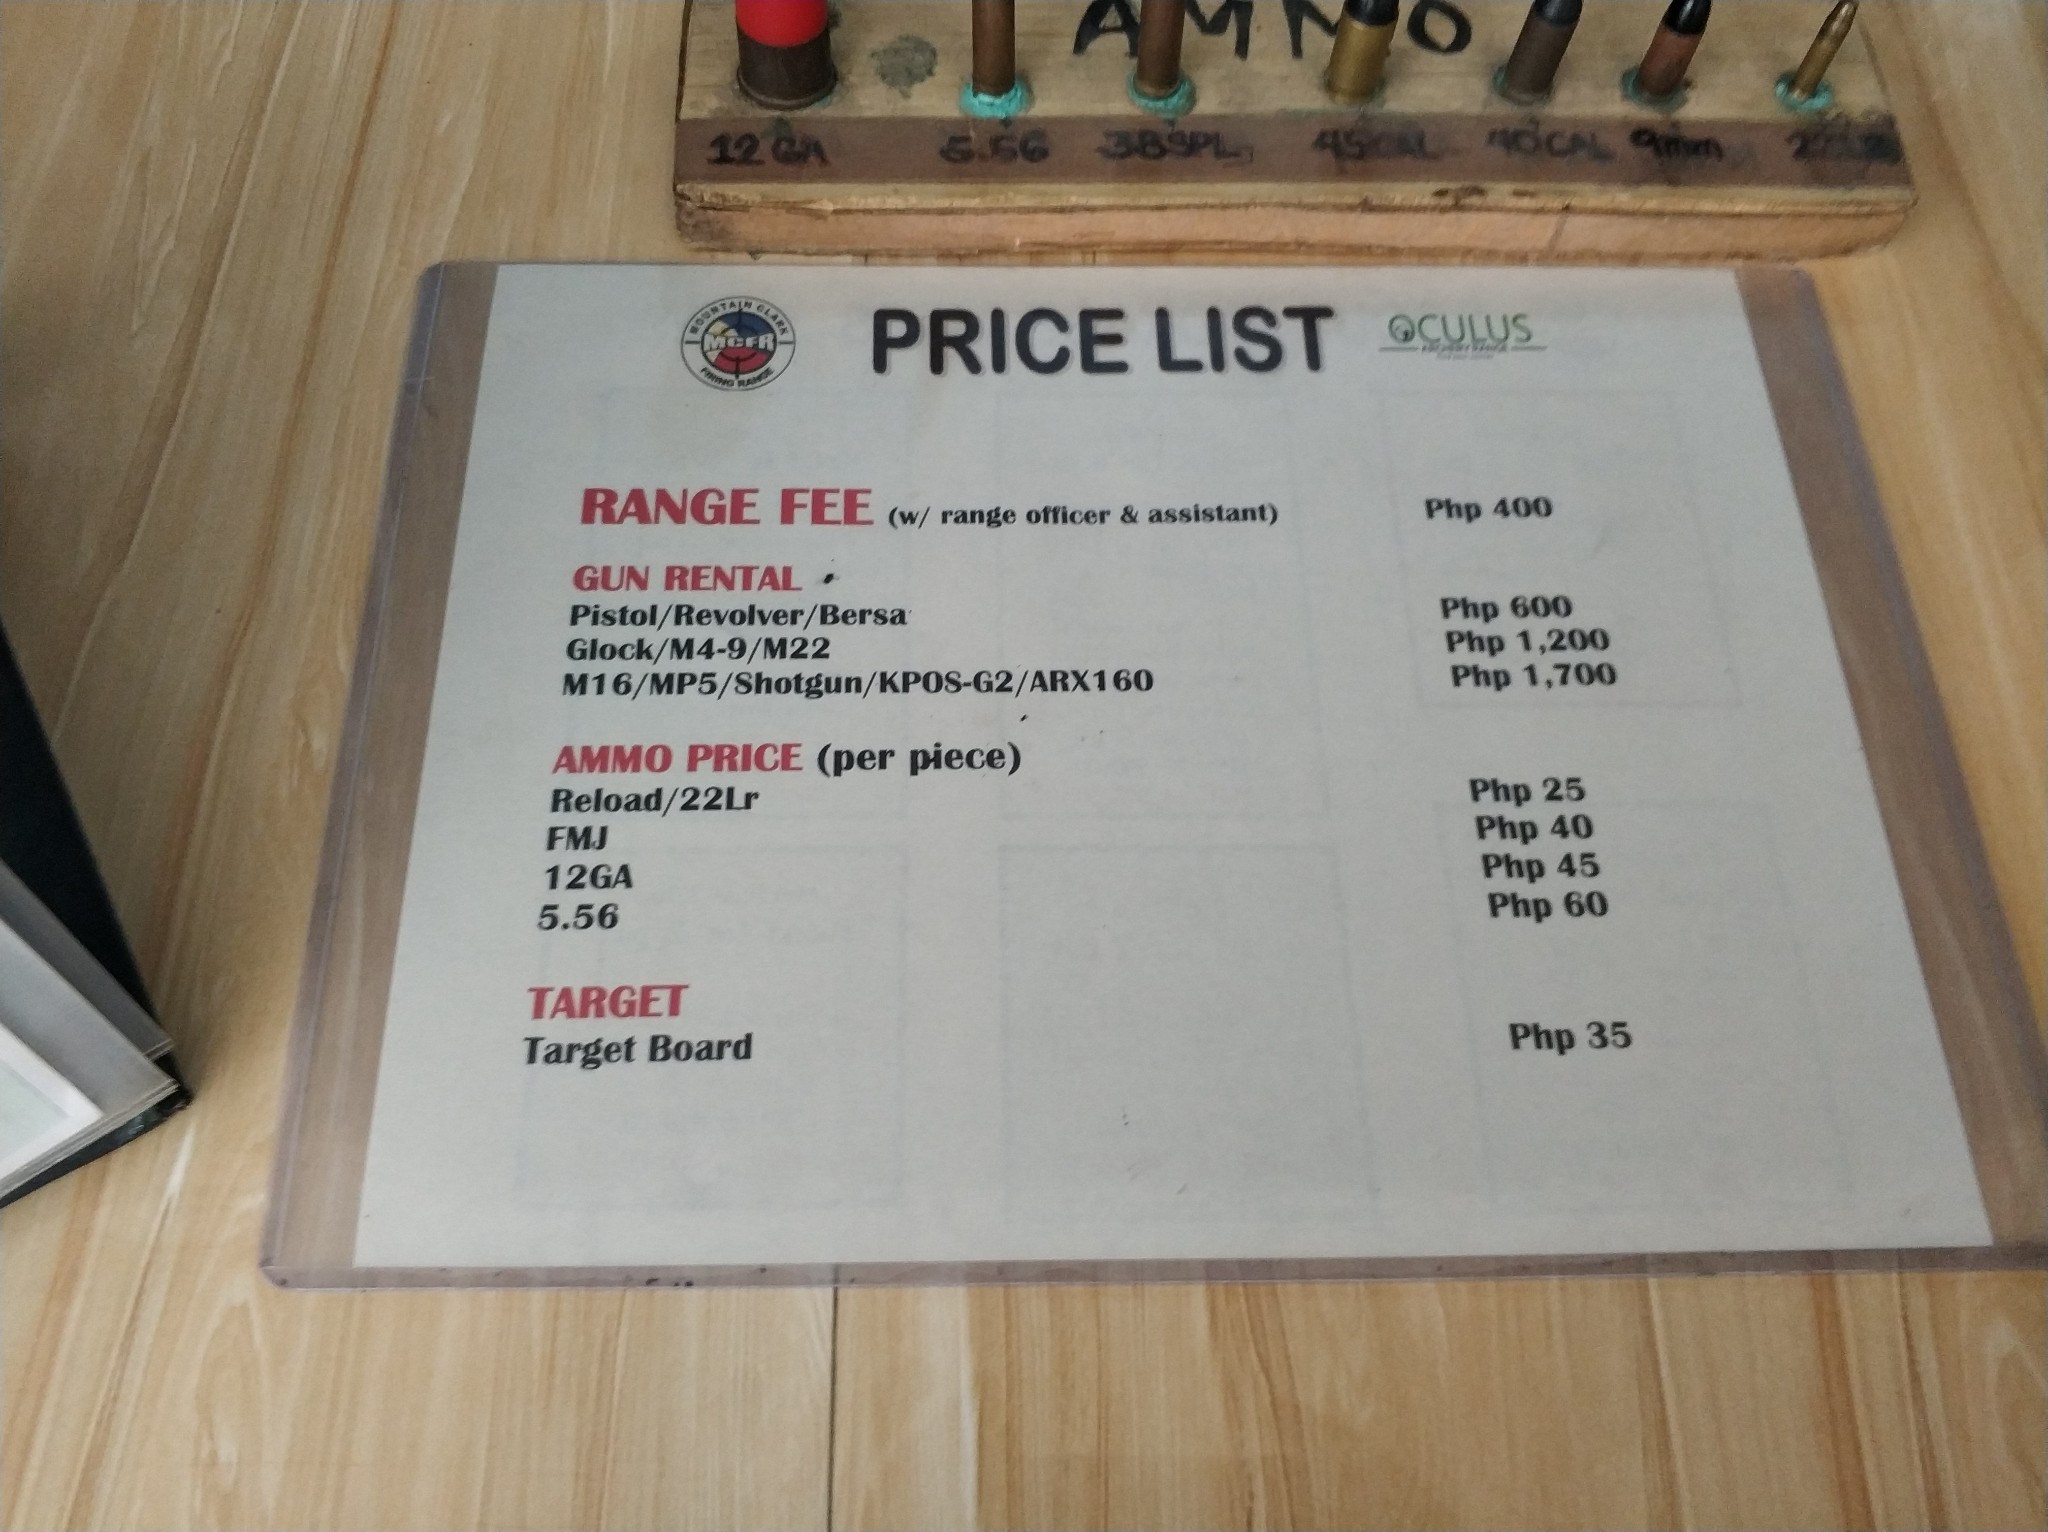 AMMO
12 GA 5.56 38SPL 45CAL 40CAL 9mm
MOUNTAIN CLARK
MCFR
FIRING RANGE
PRICE LIST
OCULUS
RANGE FEE (w/ range officer & assistant) Php 400
GUN RENTAL
Pistol/Revolver/Bersa Php 600
Glock/M4-9/M22 Php 1,200
M16/MP5/Shotgun/KPOS-G2/ARX160 Php 1,700
AMMO PRICE (per piece)
Reload/22Lr Php 25
FMJ Php 40
12GA Php 45
5.56 Php 60
TARGET
Target Board Php 35